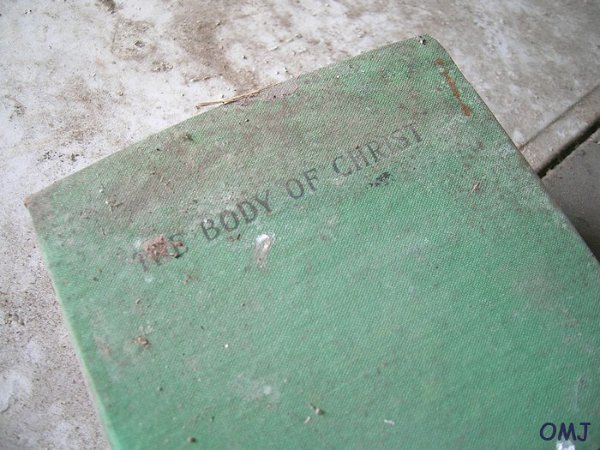 THE BODY OF CHRIST
OMJ